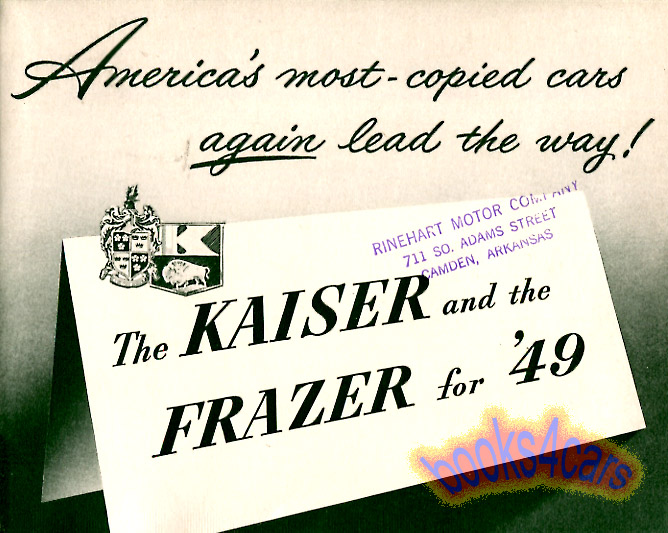 America's most-copied cars
again lead the way!
RINEHART MOTOR COMPANY
711 SO. ADAMS STREET
CAMDEN, ARKANSAS
K
The KAISER and the
FRAZER for '49
books4cars